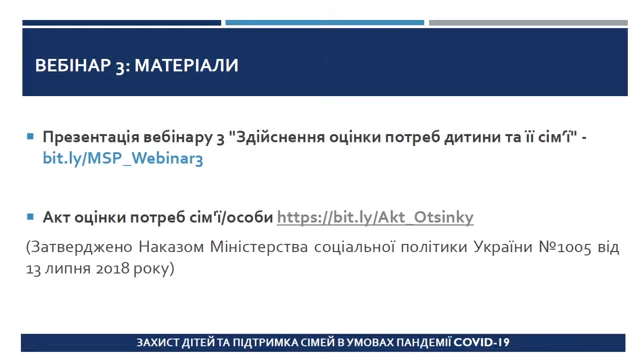 ВЕБІНАР 3: МАТЕРІАЛИ
Презентація вебінару 3 "Здійснення оцінки потреб дитини та її сім'ї" -
bit.ly/MSP_Webinar3
Акт оцінки потреб сім'ї/особи https://bit.ly/Akt_Otsinky
(Затверджено Наказом Міністерства соціальної політики України №1005 від
13 липня 2018 року)
ЗАХИСТ ДІТЕЙ ТА ПІДТРИМКА СІМЕЙ В УМОВАХ ПАНДЕМІЇ COVID-19